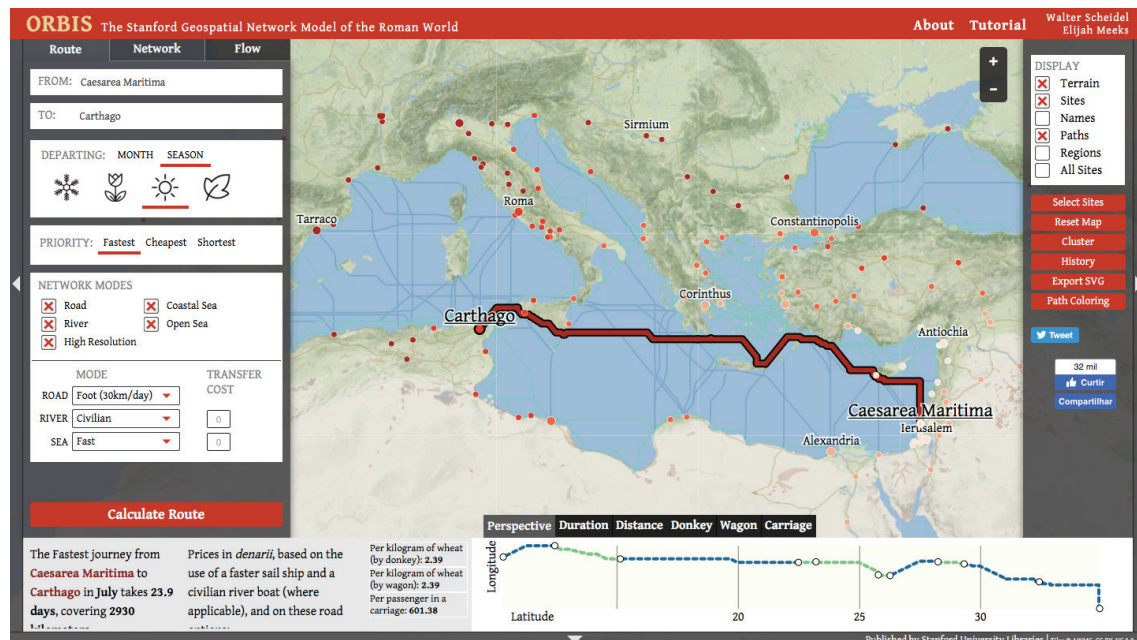 ORBIS The Stanford Geospatial Network Model of the Roman World
About Tutorial
Walter Scheidel
Elijah Meeks
Route Network Flow
FROM: Caesarea Maritima
TO: Carthago
DEPARTING: MONTH SEASON
PRIORITY: Fastest Cheapest Shortest
NETWORK MODES
Road Coastal Sea
River Open Sea
High Resolution
MODE TRANSFER COST
ROAD Foot (30km/day)
RIVER Civilian 0
SEA Fast 0
Calculate Route
+
-
Sirmium
Roma
Tarraco
Constantinopolis
Corinthus
Carthago
Antiochia
Caesarea Maritima
Ierusalem
Alexandria
DISPLAY
Terrain
Sites
Names
Paths
Regions
All Sites
Select Sites
Reset Map
Cluster
History
Export SVG
Path Coloring
Tweet
32 mil
Curtir
Compartilhar
The Fastest journey from
Caesarea Maritima to
Carthago in July takes 23.9
days, covering 2930
Prices in denarii, based on the
use of a faster sail ship and a
civilian river boat (where
applicable), and on these road
Per kilogram of wheat
(by donkey): 2.39
Per kilogram of wheat
(by wagon): 2.39
Per passenger in a
carriage: 601.38
Perspective Duration Distance Donkey Wagon Carriage
Longitude
Latitude
20 25 30
Published by Stanford University Libraries